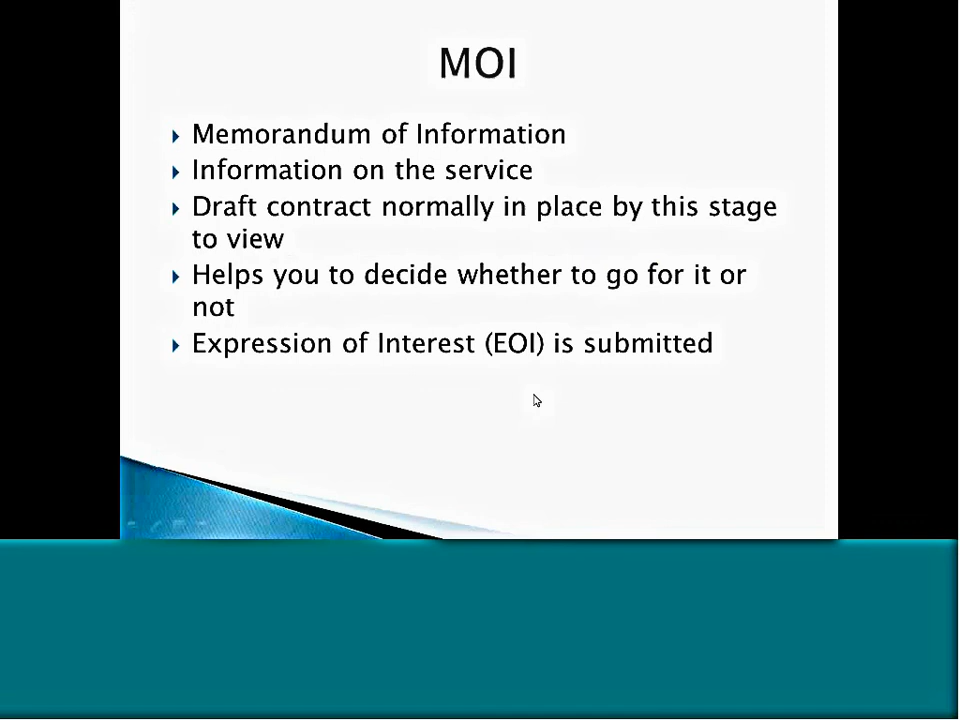 MOI
Memorandum of Information
Information on the service
Draft contract normally in place by this stage
to view
Helps you to decide whether to go for it or
not
Expression of Interest (EOI) is submitted